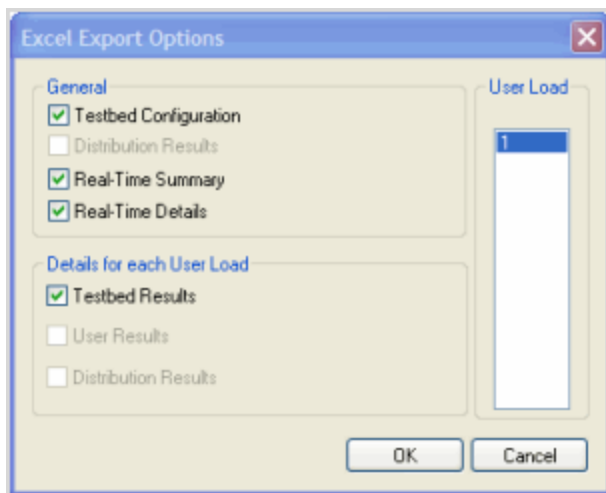 Excel Export Options
General
Testbed Configuration
Distribution Results
Real-Time Summary
Real-Time Details
Details for each User Load
Testbed Results
User Results
Distribution Results
User Load
1
OK
Cancel